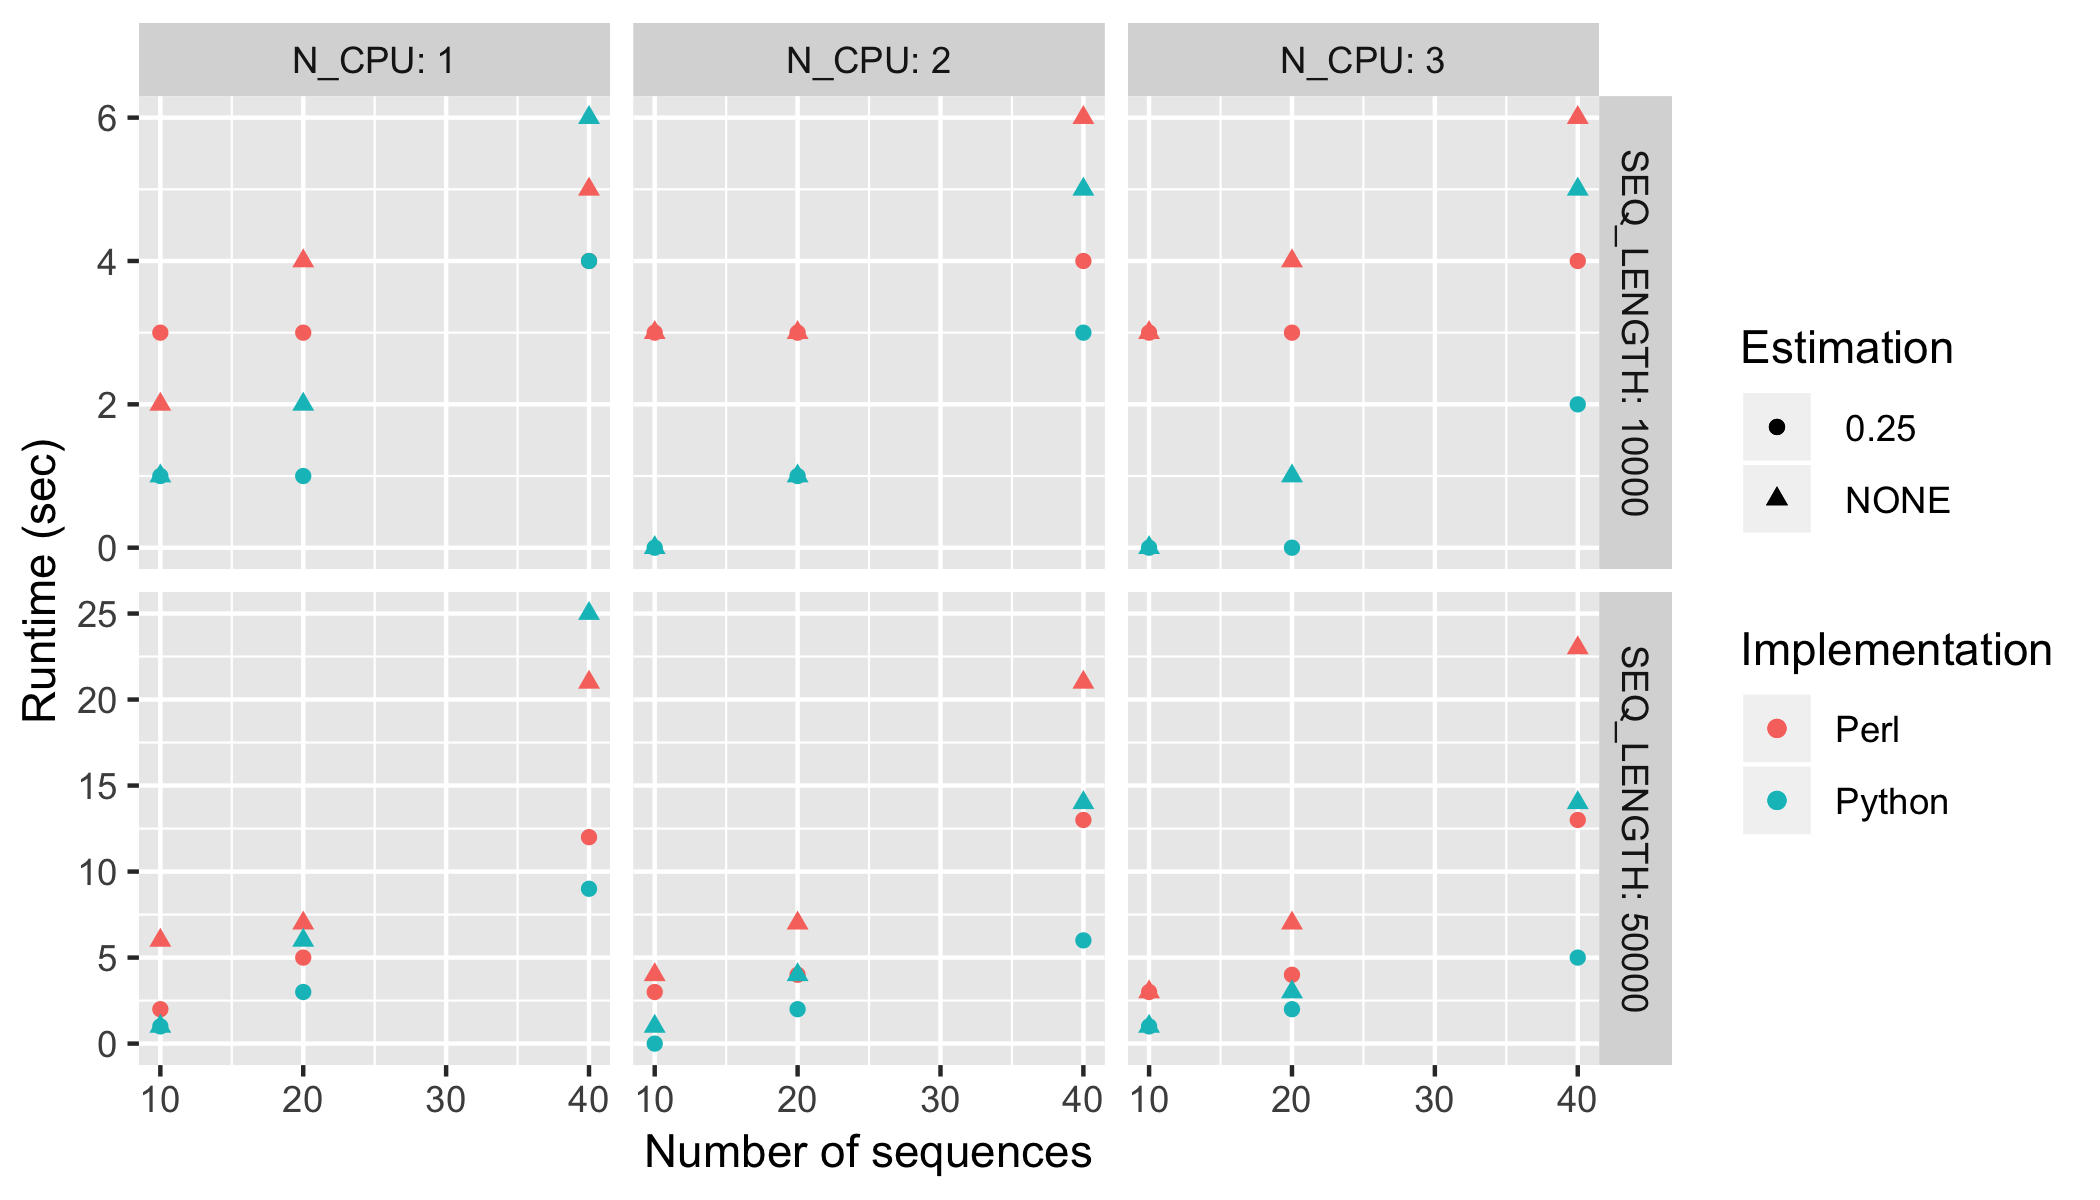 N_CPU: 1
N_CPU: 2
N_CPU: 3
6
4
2
0
SEQ_LENGTH: 10000
25
20
15
10
5
0
SEQ_LENGTH: 50000
10
20
30
40
10
20
30
40
10
20
30
40
Runtime (sec)
Number of sequences
Estimation
0.25
NONE
Implementation
Perl
Python